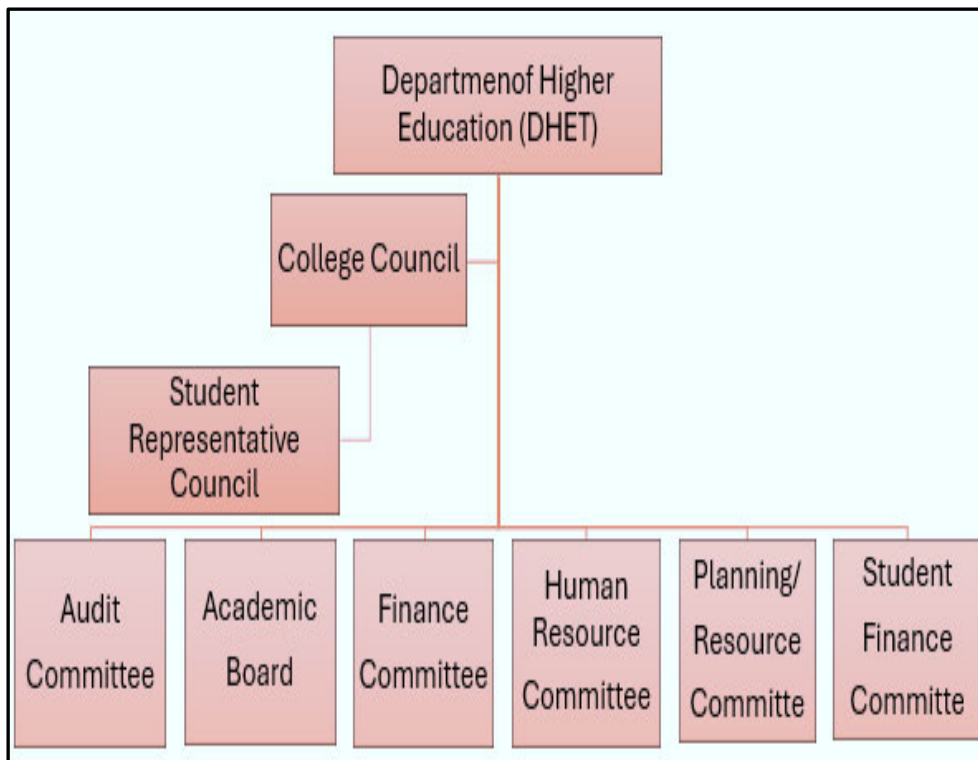 Departmenof Higher
Education (DHET)
College Council
Student
Representative
Council
Audit
Committee
Academic
Board
Finance
Committee
Human
Resource
Committee
Planning/
Resource
Committe
Student
Finance
Committe